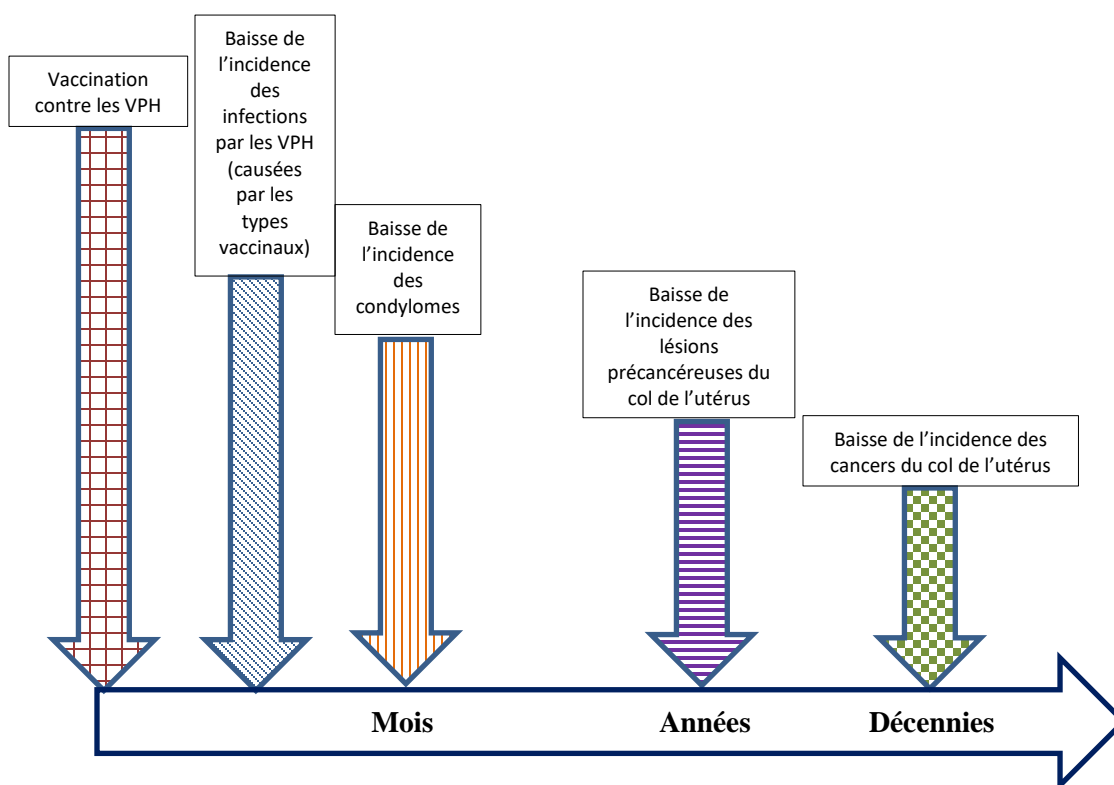 Vaccination
contre les VPH
Baisse de
l’incidence
des
infections
par les VPH
(causées
par les
types
vaccinaux)
Baisse de
l’incidence
des
condylomes
Baisse de
l’incidence des
lésions
précancéreuses du
col de l’utérus
Baisse de l’incidence des
cancers du col de l’utérus
Mois
Années
Décennies